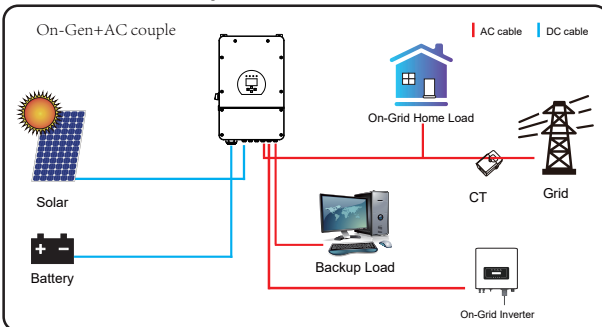 On-Gen+AC couple
AC cable
DC cable
On-Grid Home Load
CT
Grid
Solar
Backup Load
Battery
On-Grid Inverter